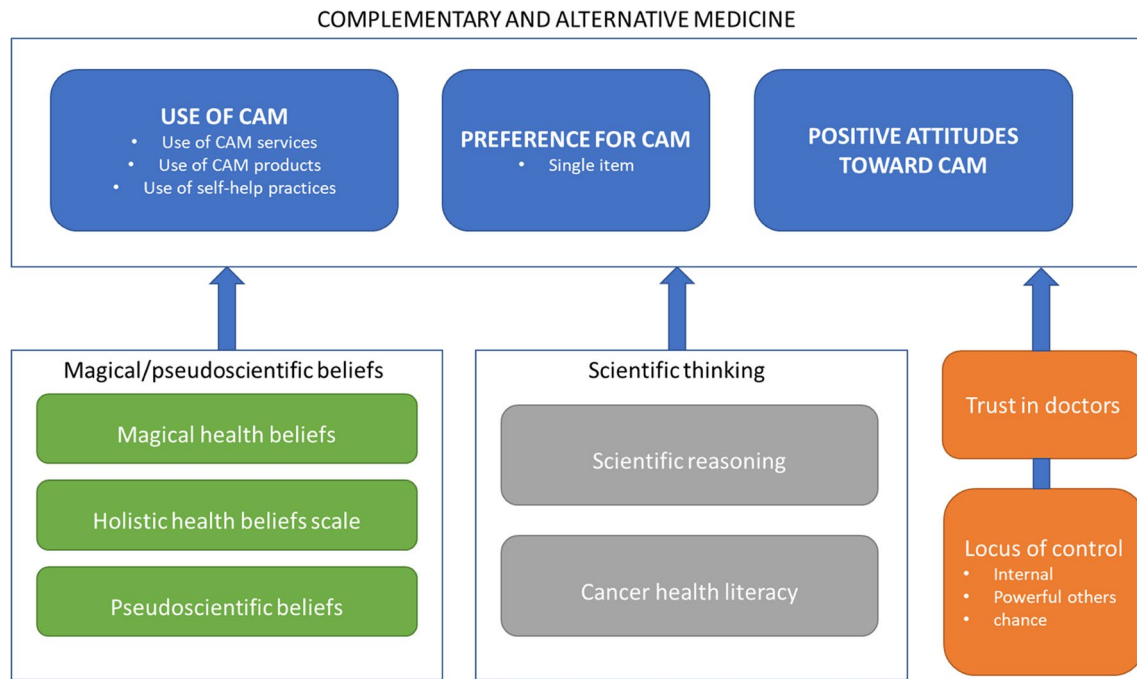 COMPLEMENTARY AND ALTERNATIVE MEDICINE
USE OF CAM
• Use of CAM services
• Use of CAM products
• Use of self-help practices
PREFERENCE FOR CAM
• Single item
POSITIVE ATTITUDES
TOWARD CAM
Magical/pseudoscientific beliefs
Magical health beliefs
Holistic health beliefs scale
Pseudoscientific beliefs
Scientific thinking
Scientific reasoning
Cancer health literacy
Trust in doctors
Locus of control
• Internal
• Powerful others
• chance